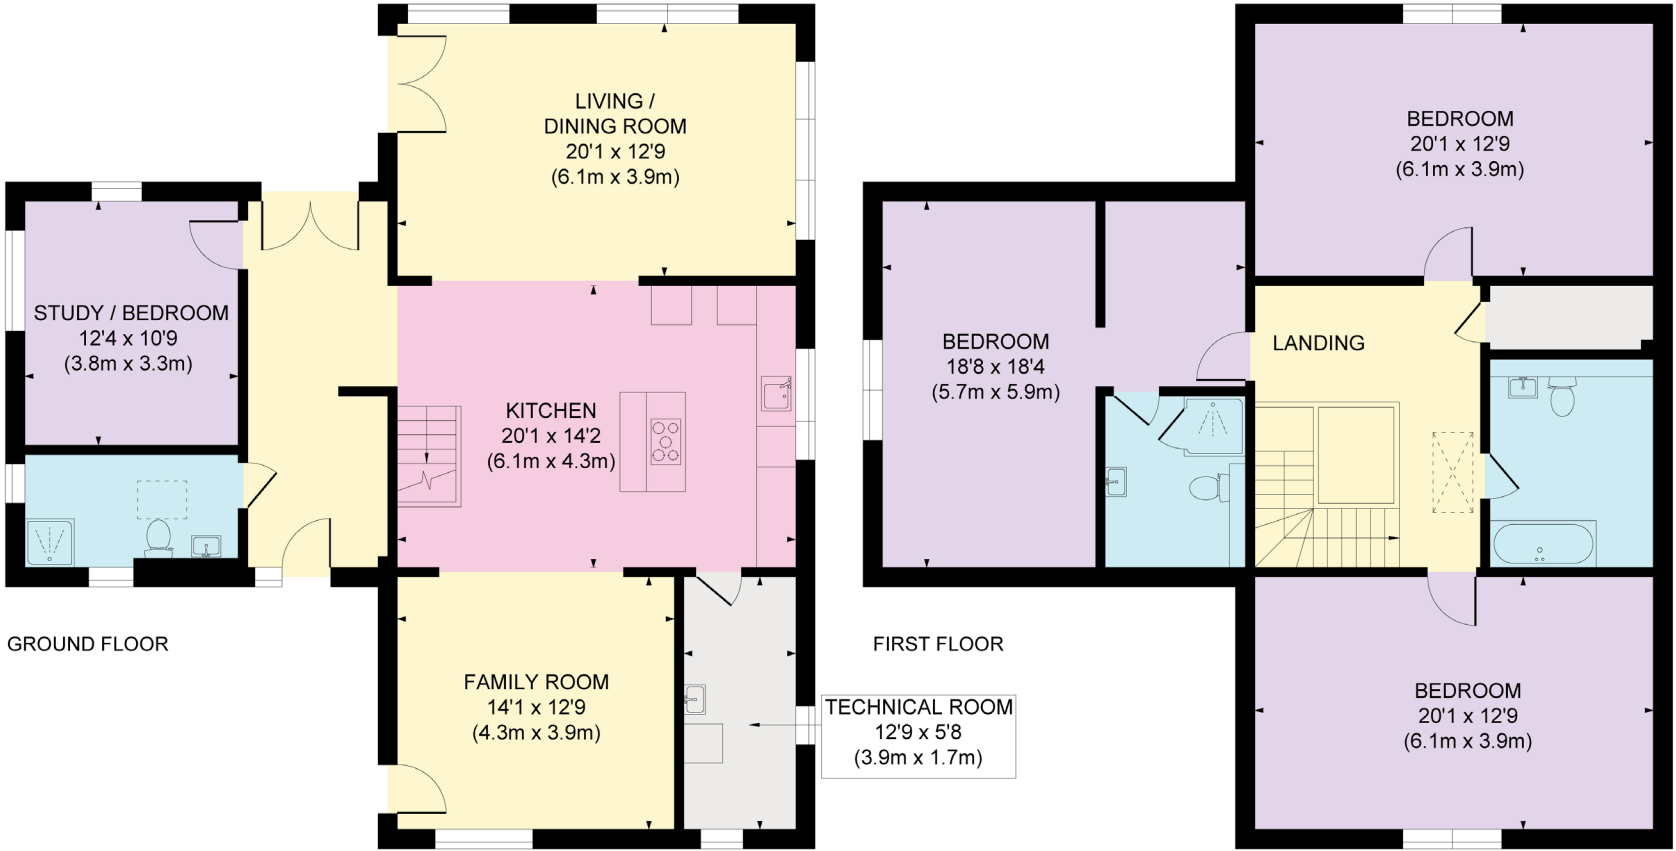 LIVING /
DINING ROOM
20'1 x 12'9
(6.1m x 3.9m)
STUDY / BEDROOM
12'4 x 10'9
(3.8m x 3.3m)
KITCHEN
20'1 x 14'2
(6.1m x 4.3m)
GROUND FLOOR
FAMILY ROOM
14'1 x 12'9
(4.3m x 3.9m)
TECHNICAL ROOM
12'9 x 5'8
(3.9m x 1.7m)
BEDROOM
20'1 x 12'9
(6.1m x 3.9m)
BEDROOM
18'8 x 18'4
(5.7m x 5.9m)
LANDING
FIRST FLOOR
BEDROOM
20'1 x 12'9
(6.1m x 3.9m)